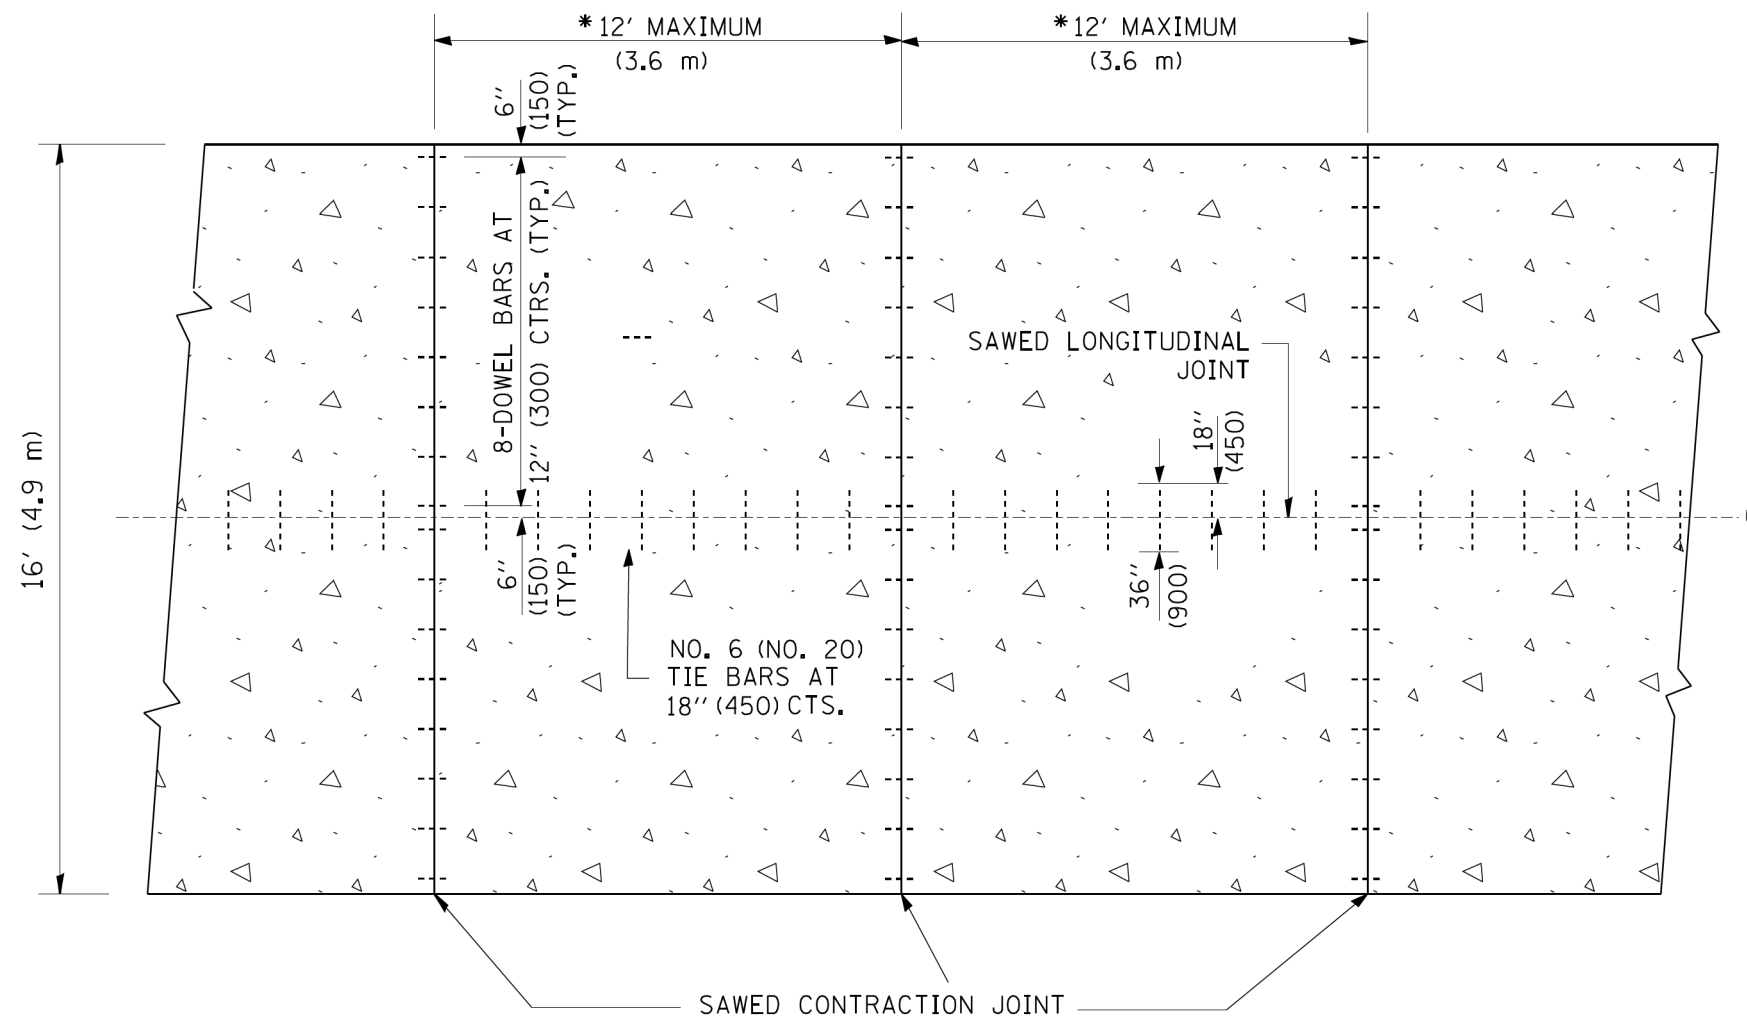 *12' MAXIMUM
(3.6 m)
*12' MAXIMUM
(3.6 m)
6"
(150)
(TYP.)
8-DOWEL BARS AT
12" (300) CTRS. (TYP.)
SAWED LONGITUDINAL
JOINT
18"
(450)
16' (4.9 m)
6"
(150)
(TYP.)
36"
(900)
NO. 6 (NO. 20)
TIE BARS AT
18" (450) CTS.
SAWED CONTRACTION JOINT